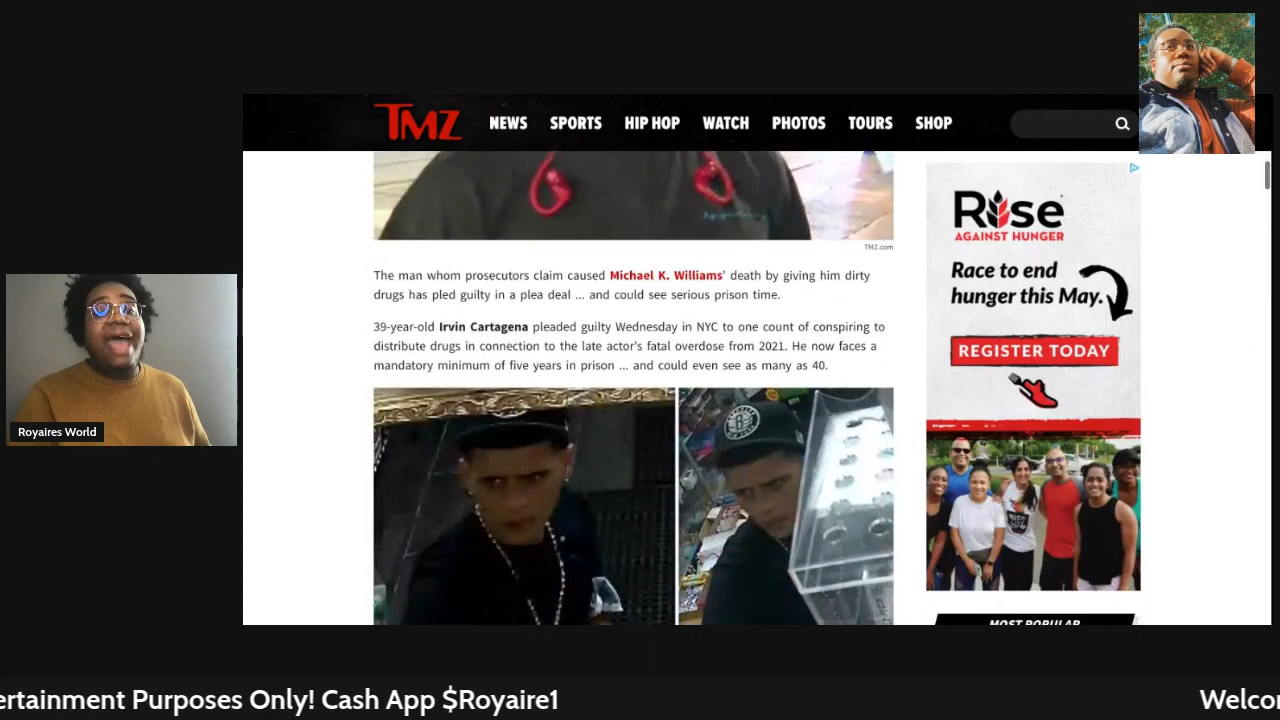 TMZ
NEWS SPORTS HIP HOP WATCH PHOTOS TOURS SHOP
TMZ.com
The man whom prosecutors claim caused Michael K. Williams' death by giving him dirty
drugs has pled guilty in a plea deal ... and could see serious prison time.
39-year-old Irvin Cartagena pleaded guilty Wednesday in NYC to one count of conspiring to
distribute drugs in connection to the late actor's fatal overdose from 2021. He now faces a
mandatory minimum of five years in prison ... and could even see as many as 40.
Rise
AGAINST HUNGER
Race to end
hunger this May.
REGISTER TODAY
MOST POPULAR
Royaires World
ertainment Purposes Only! Cash App $Royaire1
Welco